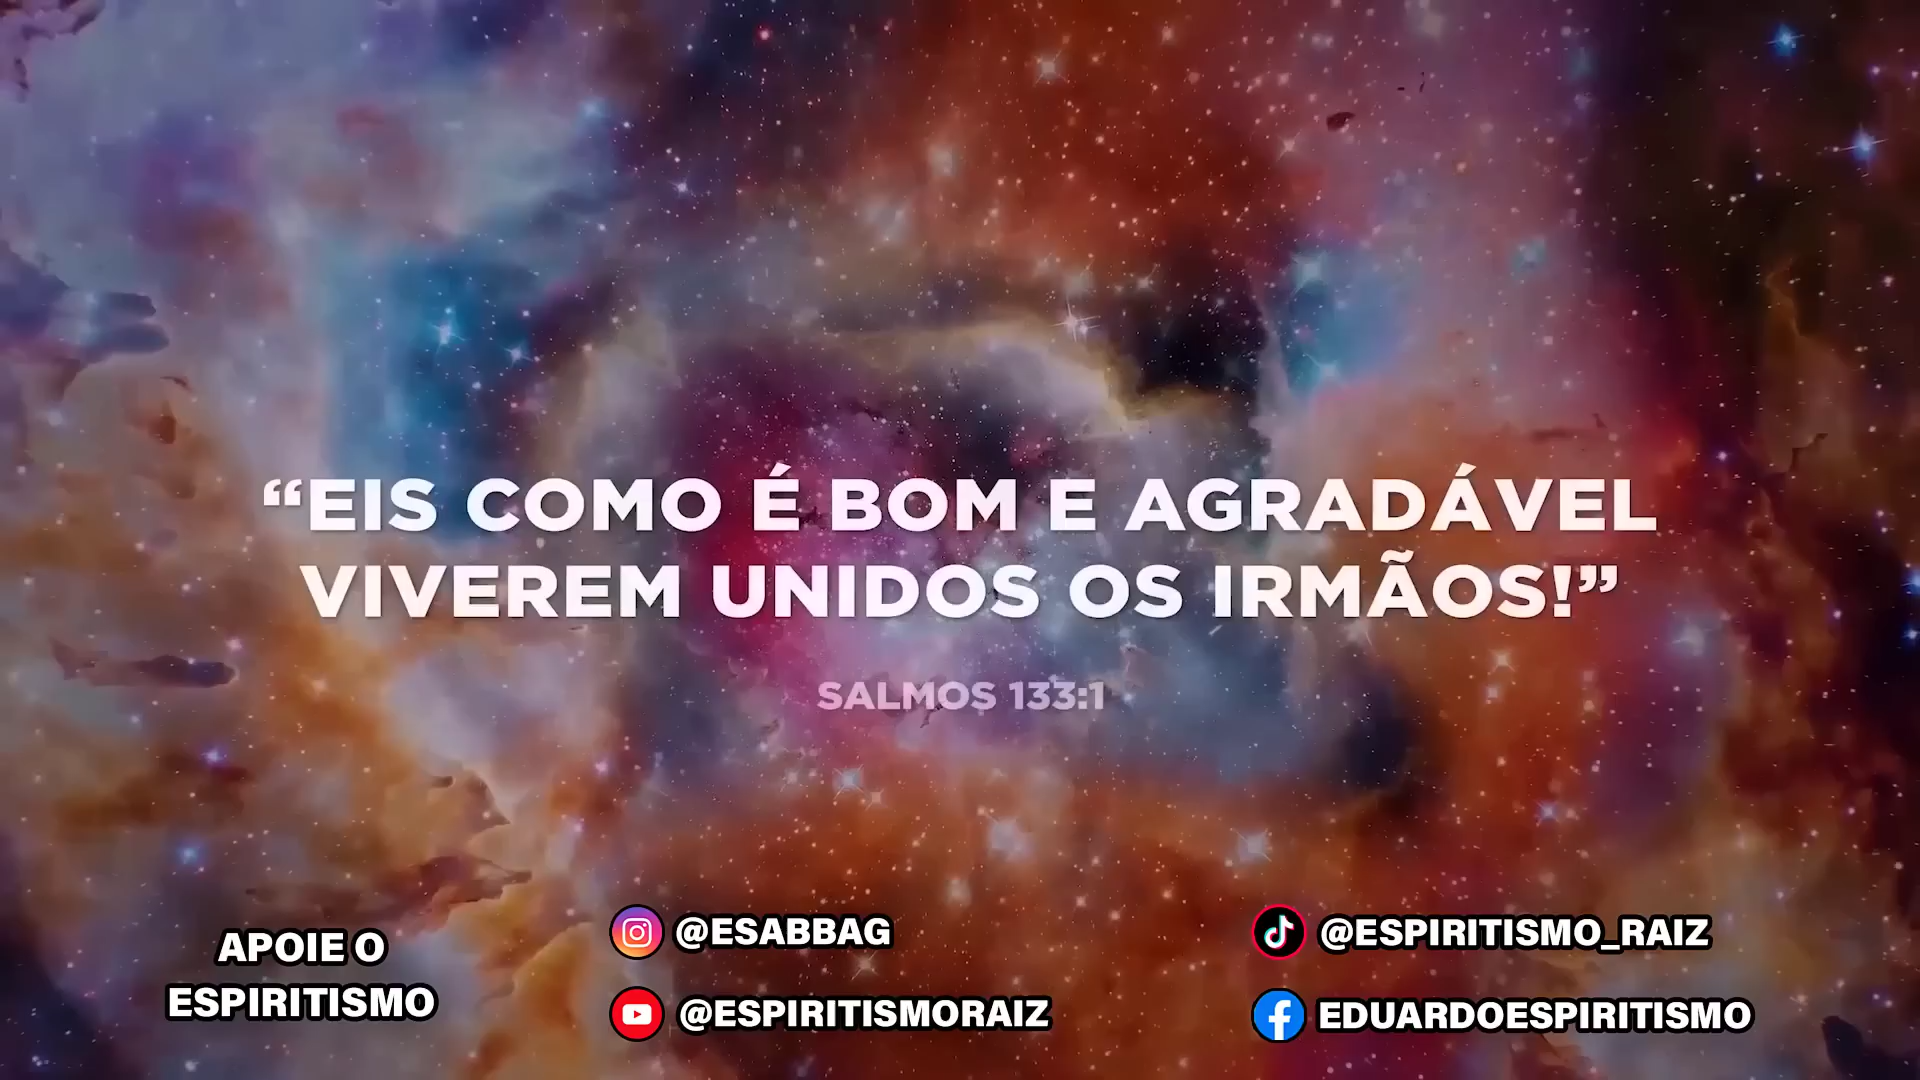 “EIS COMO É BOM E AGRADÁVEL
VIVEREM UNIDOS OS IRMÃOS!”
SALMOS 133:1
APOIE O
ESPIRITISMO
@ESABBAG
@ESPIRITISMORAIZ
@ESPIRITISMO_RAIZ
EDUARDOESPIRITISMO